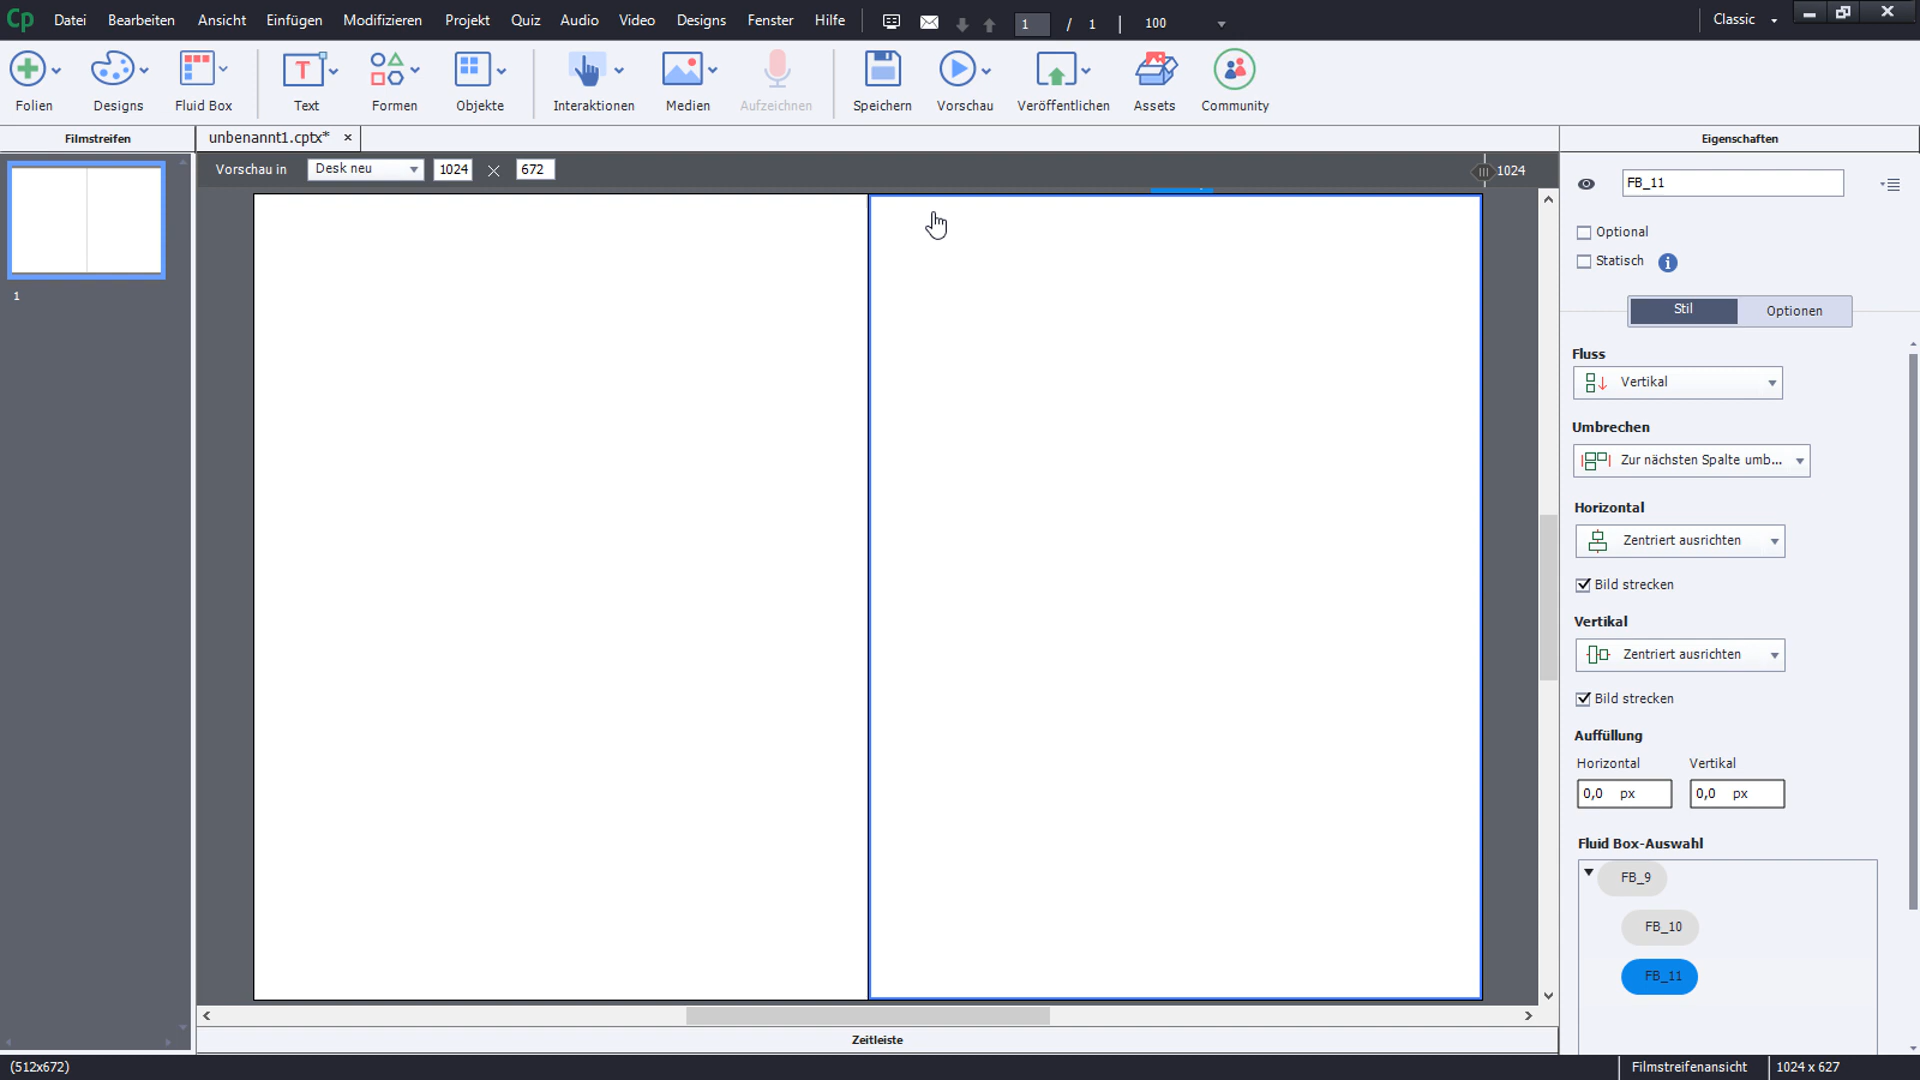 Cp Datei Bearbeiten Ansicht Einfügen Modifizieren Projekt Quiz Audio Video Designs Fenster Hilfe 1 / 1 | 100 Classic
Folien Designs Fluid Box Text Formen Objekte Interaktionen Medien Aufzeichnen Speichern Vorschau Veröffentlichen Assets Community
Filmstreifen unbenannt1.cptx* × Eigenschaften
Vorschau in Desk neu 1024 × 672 1024
FB_11
Optional
Statisch
1
Stil Optionen
Fluss
Vertikal
Umbrechen
Zur nächsten Spalte umb...
Horizontal
Zentriert ausrichten
Bild strecken
Vertikal
Zentriert ausrichten
Bild strecken
Auffüllung
Horizontal Vertikal
0,0 px 0,0 px
Fluid Box-Auswahl
FB_9
FB_10
FB_11
Zeitleiste
(512x672) Filmstreifenansicht 1024 x 627